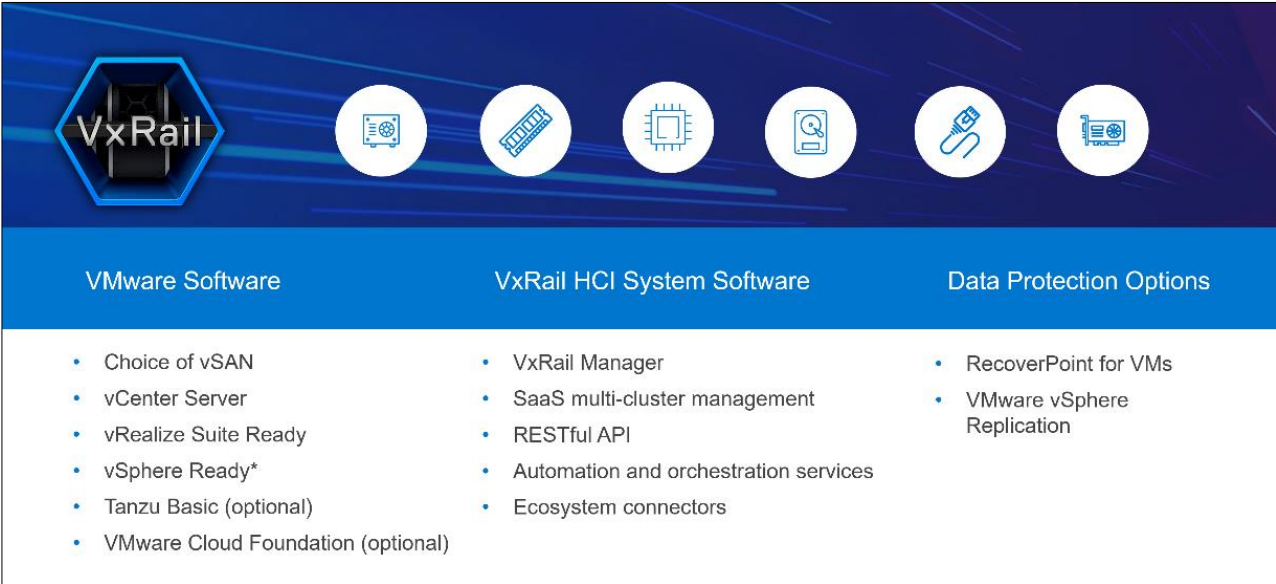 VxRail
VMware Software
VxRail HCI System Software
Data Protection Options
• Choice of vSAN
• vCenter Server
• vRealize Suite Ready
• vSphere Ready*
• Tanzu Basic (optional)
• VMware Cloud Foundation (optional)
• VxRail Manager
• SaaS multi-cluster management
• RESTful API
• Automation and orchestration services
• Ecosystem connectors
• RecoverPoint for VMs
• VMware vSphere
Replication